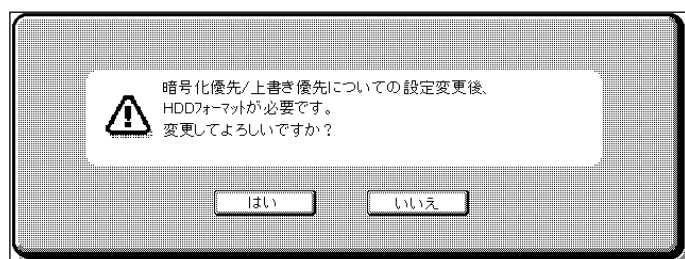 暗号化優先/上書き優先についての設定変更後、
HDDﾌｫｰﾏｯﾄが必要です。
変更してよろしいですか？
はい
いいえ